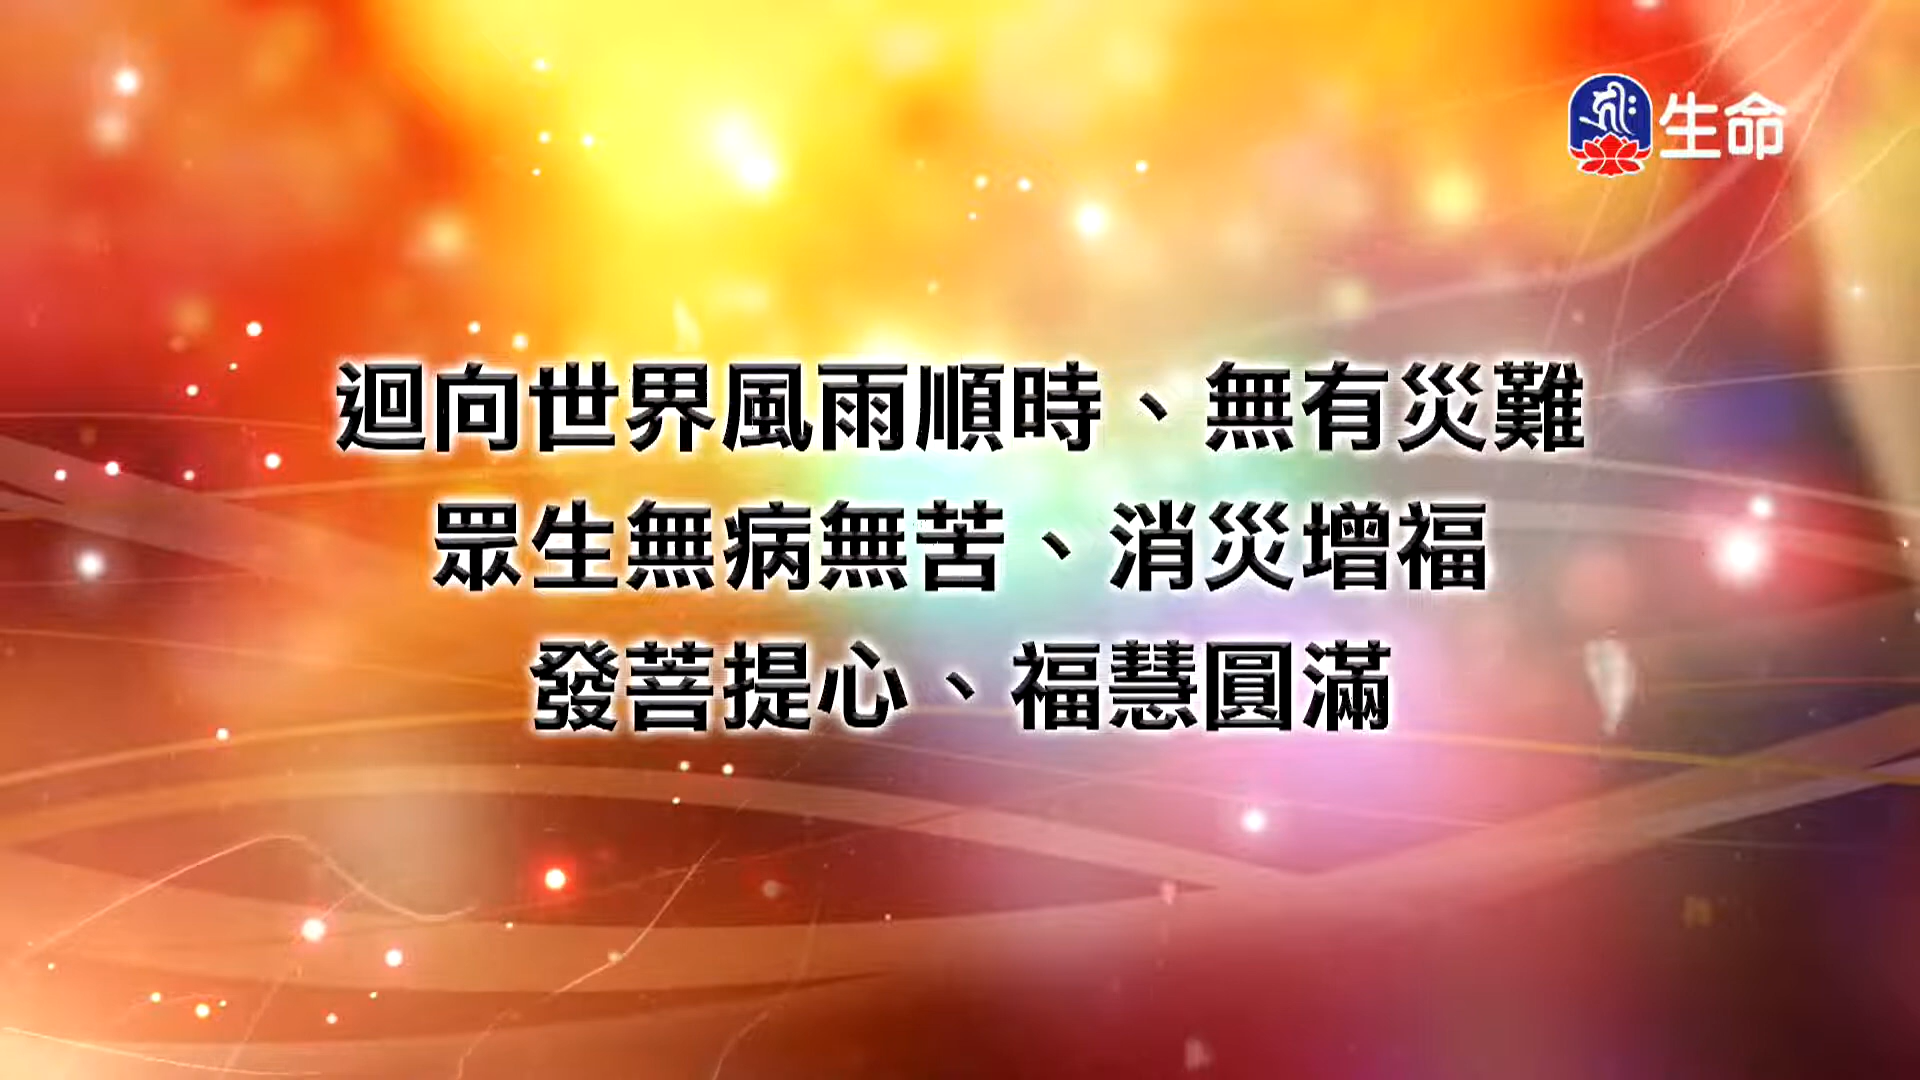 生命
迴向世界風雨順時、無有災難
眾生無病無苦、消災增福
發菩提心、福慧圓滿